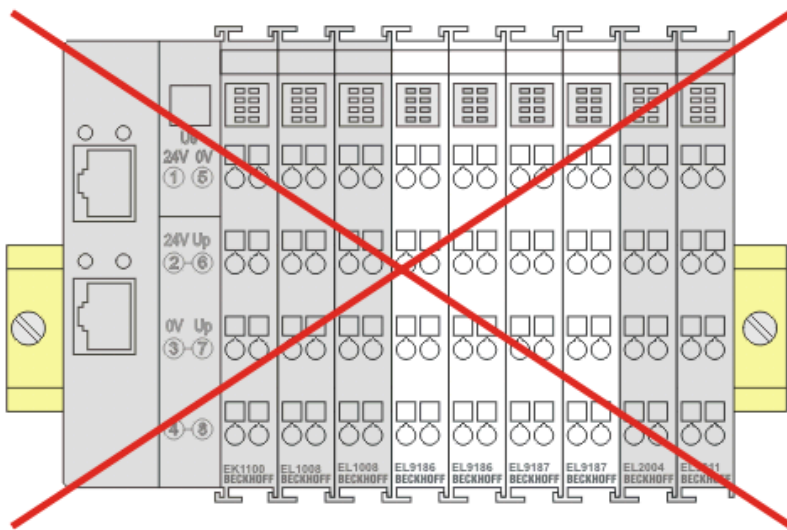 Us
24V 0V
1 5
24V Up
2 6
0V Up
3 7
4 8
EK1100 EL1008 EL1008 EL9186 EL9186 EL9187 EL9187 EL2004
BECKHOFF BECKHOFF BECKHOFF BECKHOFF BECKHOFF BECKHOFF BECKHOFF BECKHOFF BECKHOFF